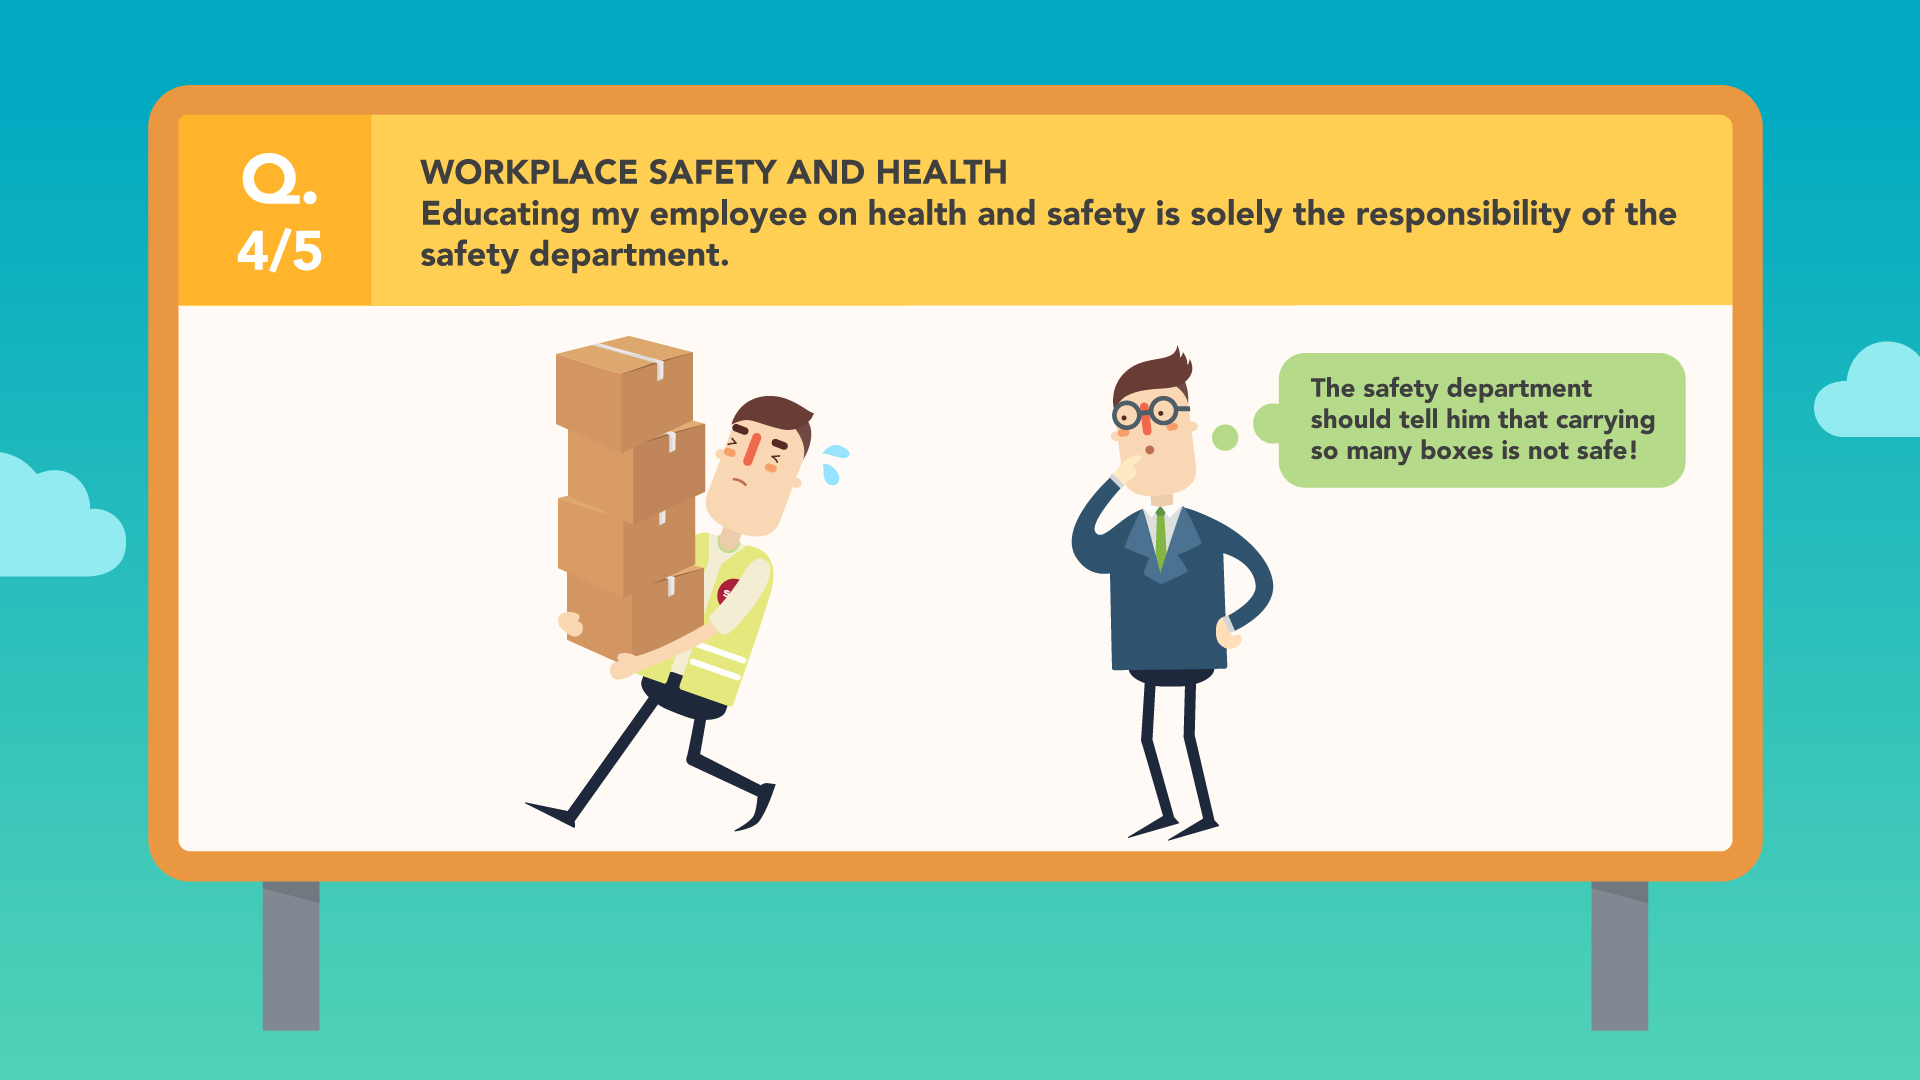 Q.
4/5
WORKPLACE SAFETY AND HEALTH
Educating my employee on health and safety is solely the responsibility of the
safety department.
The safety department
should tell him that carrying
so many boxes is not safe!